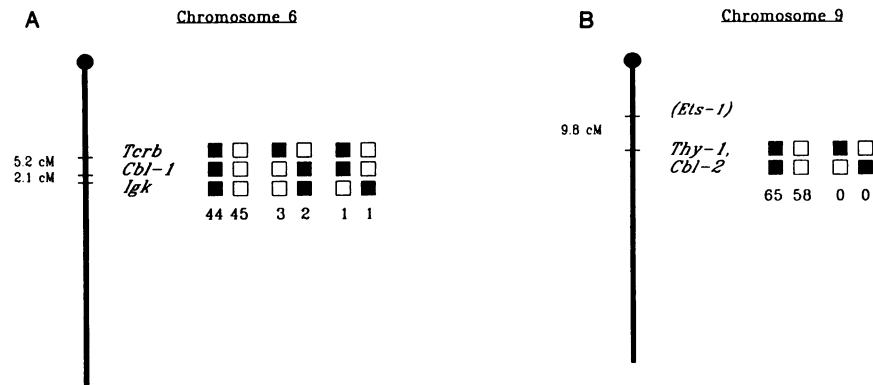 A
Chromosome 6
5.2 cM
2.1 cM
Tcrb
Cbl-1
Igk
44 45 3 2 1 1
B
Chromosome 9
9.8 cM
(Ets-1)
Thy-1,
Cbl-2
65 58 0 0